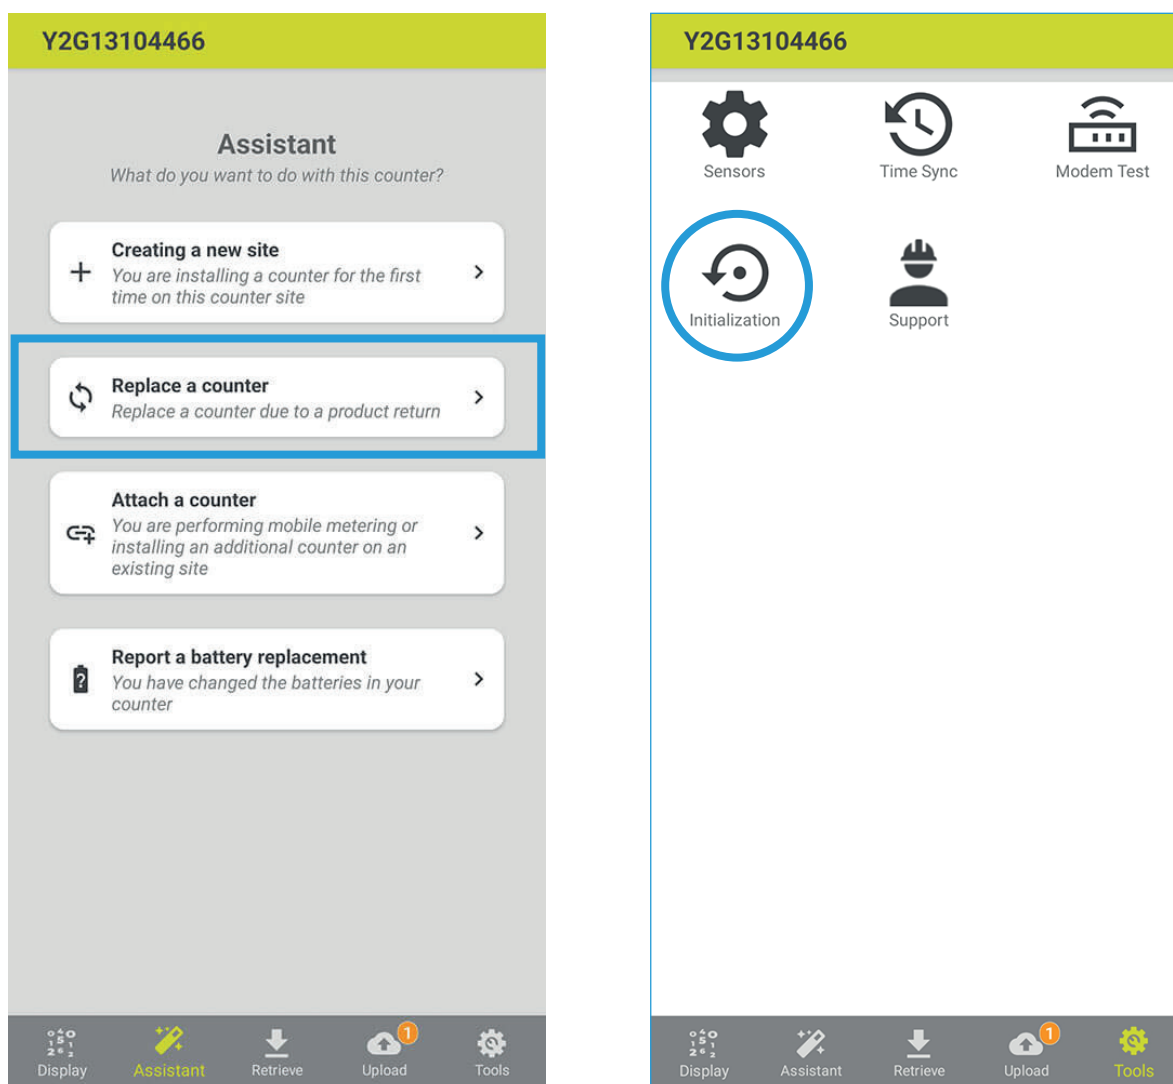 Y2G13104466
Assistant
What do you want to do with this counter?
Creating a new site
You are installing a counter for the first
time on this counter site
Replace a counter
Replace a counter due to a product return
Attach a counter
You are performing mobile metering or
installing an additional counter on an
existing site
Report a battery replacement
You have changed the batteries in your
counter
1
Display Assistant Retrieve Upload Tools
Y2G13104466
Sensors Time Sync Modem Test
Initialization Support
1
Display Assistant Retrieve Upload Tools